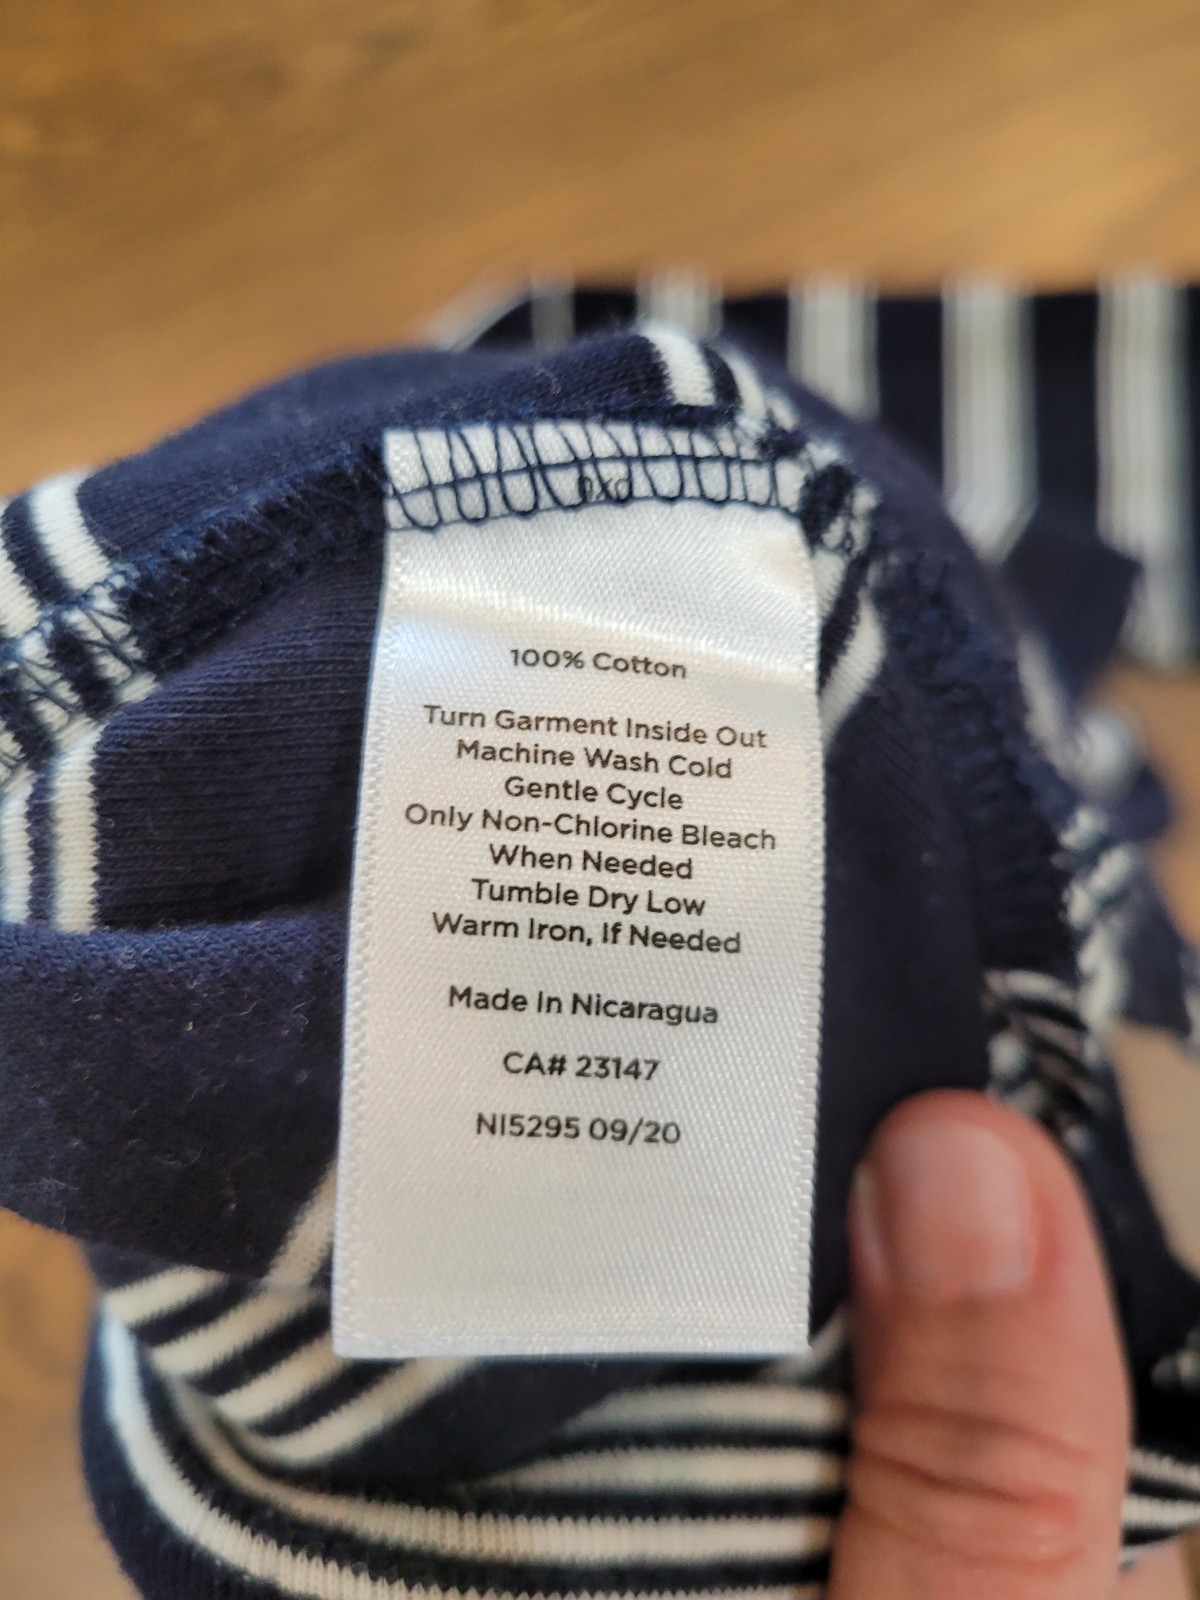 100% Cotton
Turn Garment Inside Out
Machine Wash Cold
Gentle Cycle
Only Non-Chlorine Bleach
When Needed
Tumble Dry Low
Warm Iron, If Needed
Made In Nicaragua
CA# 23147
NI5295 09/20